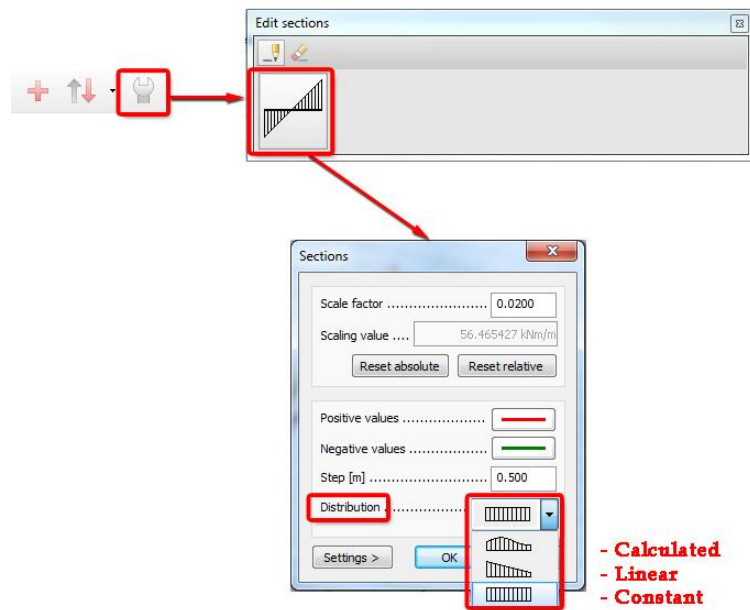 Edit sections
Sections
Scale factor ....................... 0.0200
Scaling value .... 56.465427 kNm/m
Reset absolute Reset relative
Positive values ...................
Negative values ..................
Step [m] ........................... 0.500
Distribution ..................
- Calculated
Settings > OK
- Linear
- Constant